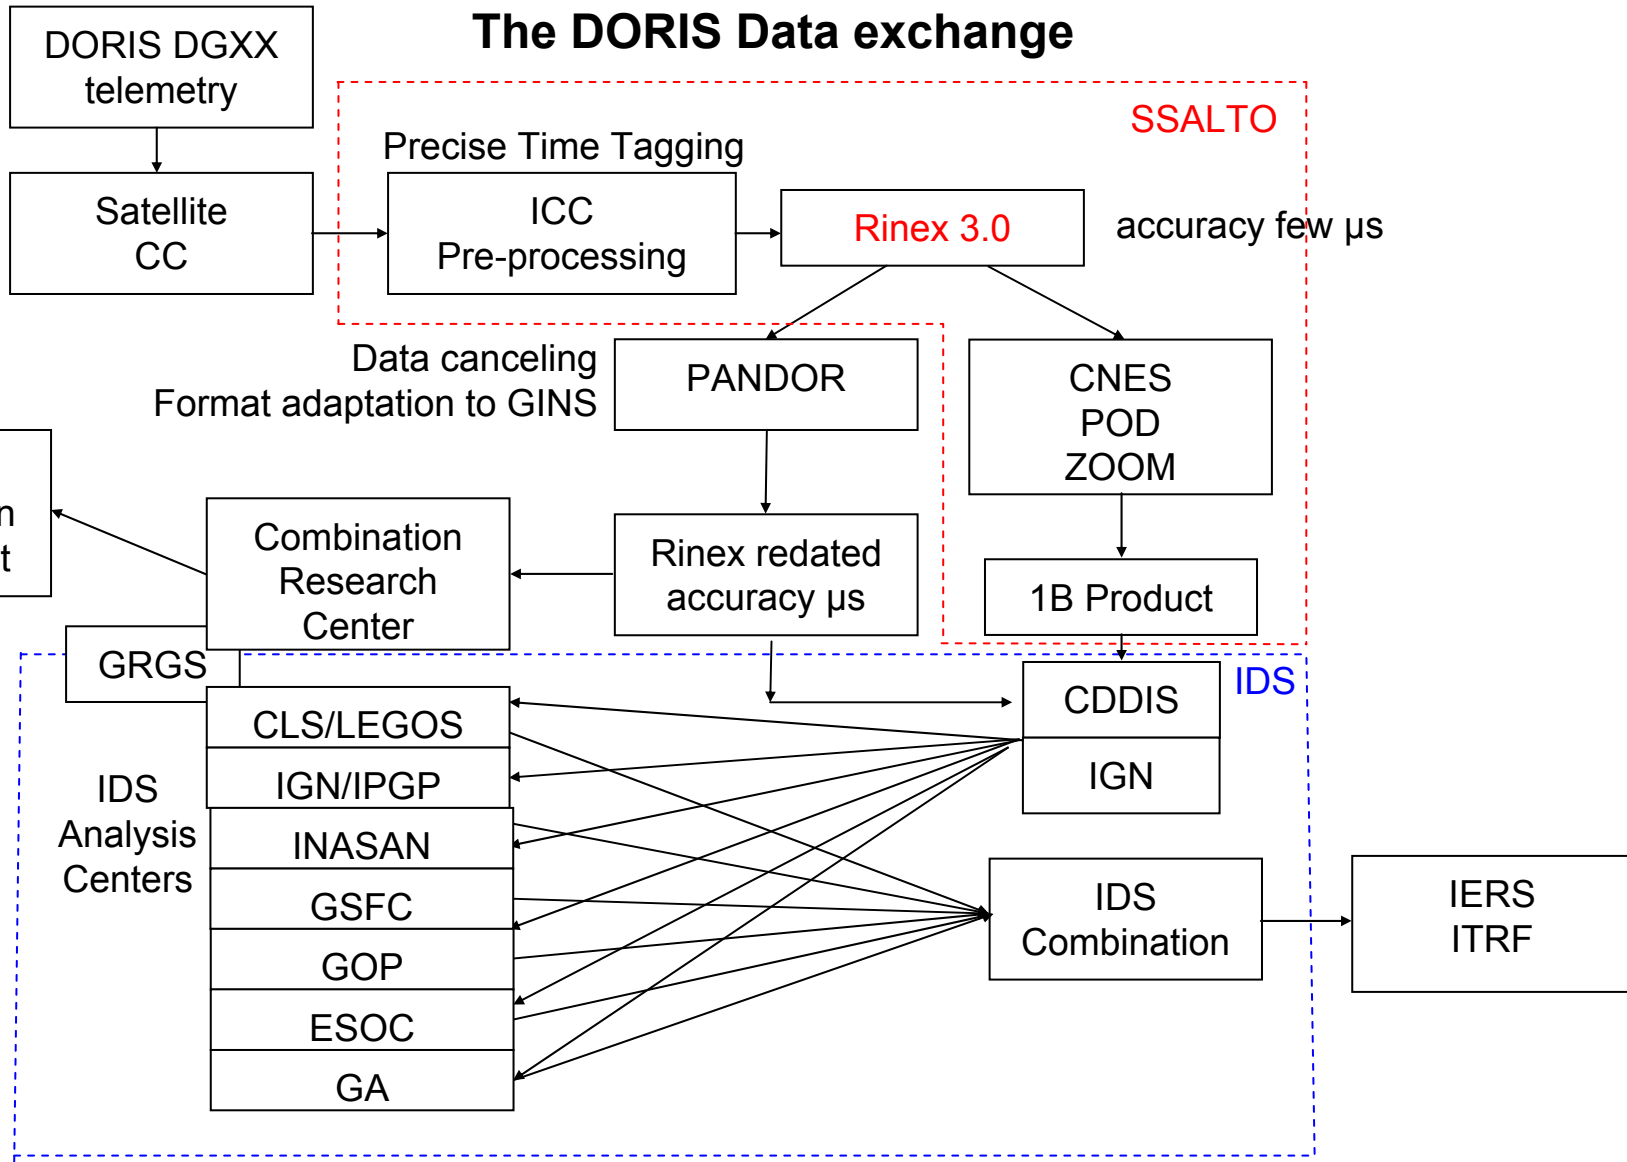 The DORIS Data exchange
DORIS DGXX
telemetry
SSALTO
Precise Time Tagging
Satellite
CC
ICC
Pre-processing
Rinex 3.0
accuracy few µs
Data canceling
Format adaptation to GINS
PANDOR
CNES
POD
ZOOM
n
t
Combination
Research
Center
Rinex redated
accuracy µs
1B Product
GRGS
IDS
CDDIS
IGN
CLS/LEGOS
IGN/IPGP
INASAN
GSFC
GOP
ESOC
GA
IDS
Analysis
Centers
IDS
Combination
IERS
ITRF